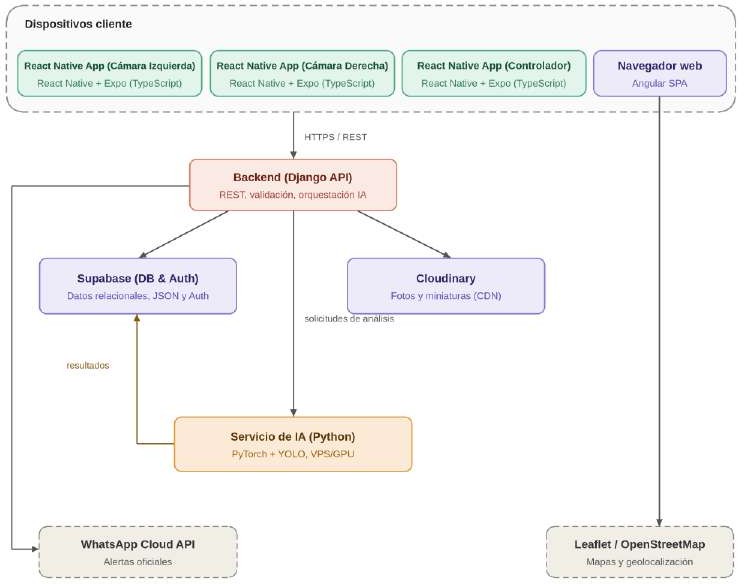 Dispositivos cliente
React Native App (Cámara Izquierda)
React Native + Expo (TypeScript)
React Native App (Cámara Derecha)
React Native + Expo (TypeScript)
React Native App (Controlador)
React Native + Expo (TypeScript)
Navegador web
Angular SPA
HTTPS / REST
Backend (Django API)
REST, validación, orquestación IA
Supabase (DB & Auth)
Datos relacionales, JSON y Auth
Cloudinary
Fotos y miniaturas (CDN)
solicitudes de análisis
resultados
Servicio de IA (Python)
PyTorch + YOLO, VPS/GPU
WhatsApp Cloud API
Alertas oficiales
Leaflet / OpenStreetMap
Mapas y geolocalización